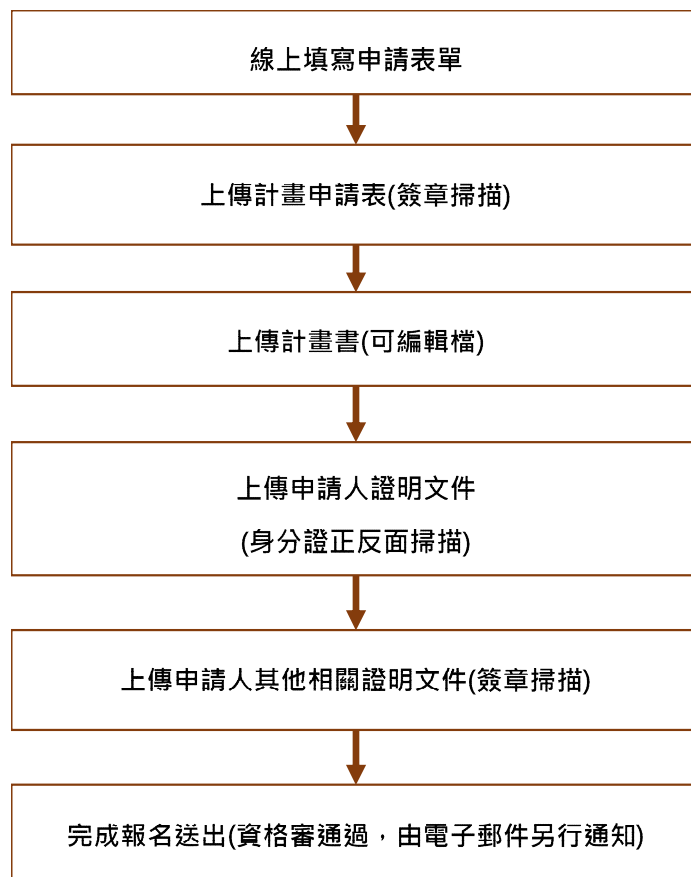 線上填寫申請表單
上傳計畫申請表(簽章掃描)
上傳計畫書(可編輯檔)
上傳申請人證明文件
(身分證正反面掃描)
上傳申請人其他相關證明文件(簽章掃描)
完成報名送出(資格審通過，由電子郵件另行通知)